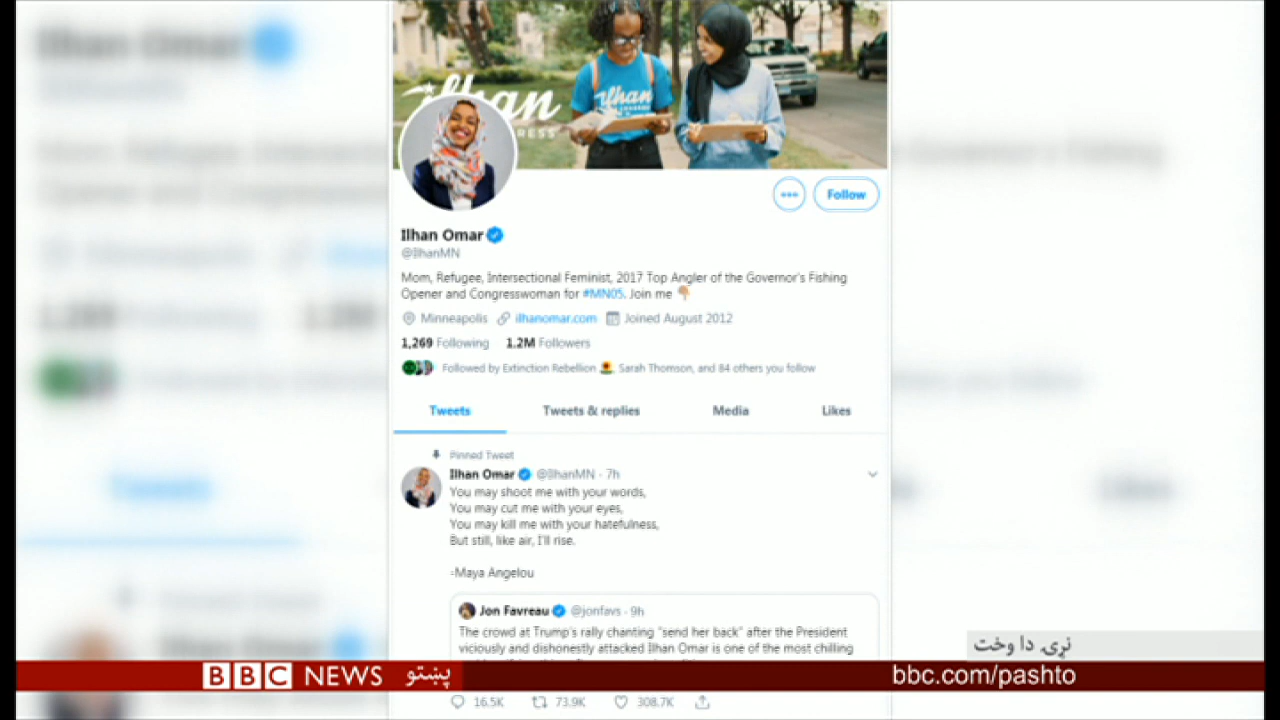 Ilhan Omar
ilhan
RESS
ilhan
Follow
Ilhan Omar
@IlhanMN
Mom, Refugee, Intersectional Feminist, 2017 Top Angler of the Governor's Fishing
Opener and Congresswoman for #MN05. Join me
Minneapolis ilhanomar.com Joined August 2012
1,269 Following 1.2M Followers
Followed by Extinction Rebellion, Sarah Thomson, and 84 others you follow
Tweets Tweets & replies Media Likes
Pinned Tweet
Ilhan Omar @IlhanMN · 7h
You may shoot me with your words,
You may cut me with your eyes,
You may kill me with your hatefulness,
But still, like air, I'll rise.
-Maya Angelou
Jon Favreau @jonfavs · 9h
The crowd at Trump's rally chanting "send her back" after the President
viciously and dishonestly attacked Ilhan Omar is one of the most chilling
نړۍ دا وخت
BBC NEWS پښتو bbc.com/pashto
16.5K 73.9K 308.7K